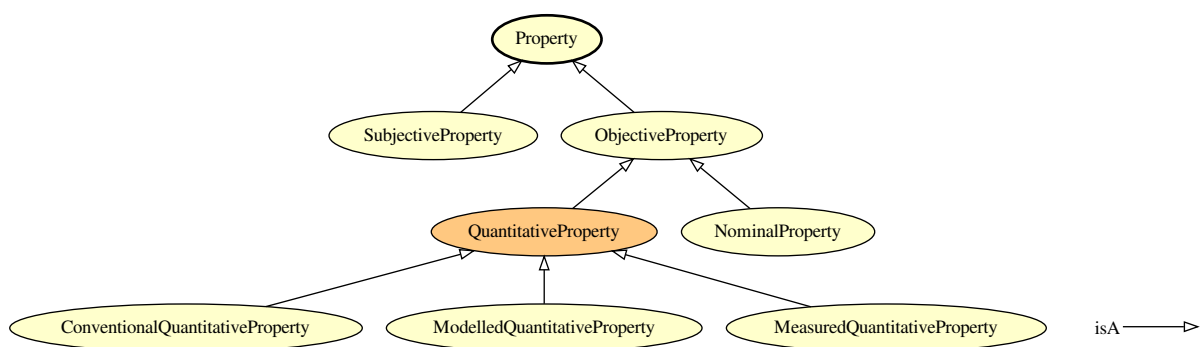 Property
SubjectiveProperty
ObjectiveProperty
QuantitativeProperty
NominalProperty
ConventionalQuantitativeProperty
ModelledQuantitativeProperty
MeasuredQuantitativeProperty
isA